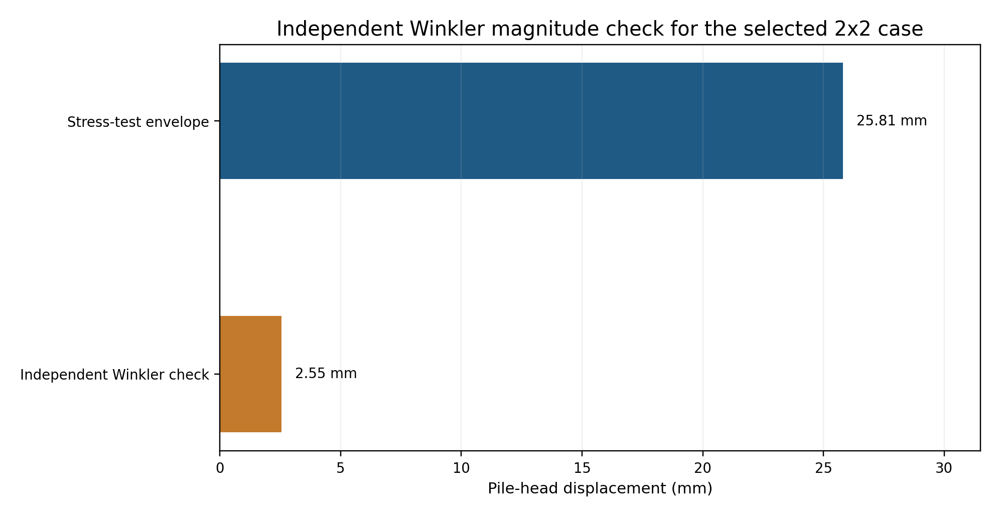 Independent Winkler magnitude check for the selected 2x2 case
Stress-test envelope
25.81 mm
Independent Winkler check
2.55 mm
0 5 10 15 20 25 30
Pile-head displacement (mm)